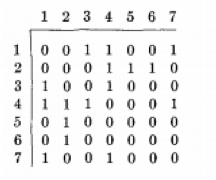 1 2 3 4 5 6 7
1 0 0 1 1 0 0 1
2 0 0 0 1 1 1 0
3 1 0 0 1 0 0 0
4 1 1 1 0 0 0 1
5 0 1 0 0 0 0 0
6 0 1 0 0 0 0 0
7 1 0 0 1 0 0 0